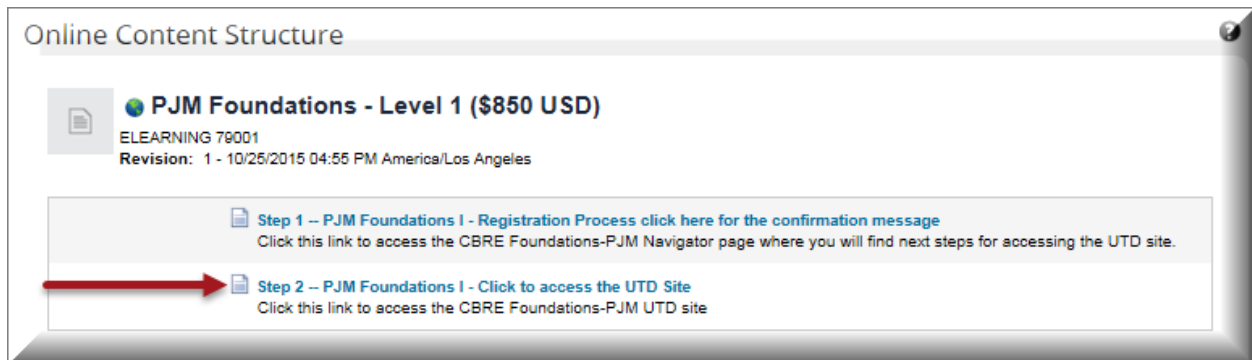 Online Content Structure
?
PJM Foundations - Level 1 ($850 USD)
ELEARNING 79001
Revision: 1 - 10/25/2015 04:55 PM America/Los Angeles
Step 1 -- PJM Foundations I - Registration Process click here for the confirmation message
Click this link to access the CBRE Foundations-PJM Navigator page where you will find next steps for accessing the UTD site.
Step 2 -- PJM Foundations I - Click to access the UTD Site
Click this link to access the CBRE Foundations-PJM UTD site